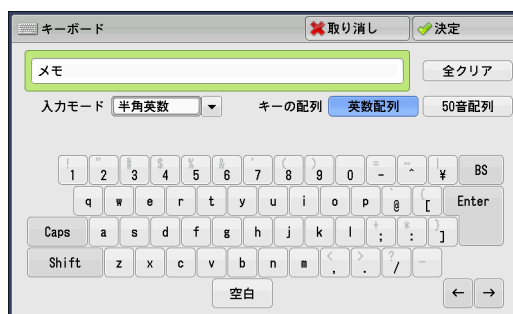 キーボード 取り消し 決定
メモ 全クリア
入力モード 半角英数 キーの配列 英数配列 50音配列
! " # $ % & ' ( ) = ~ |
1 2 3 4 5 6 7 8 9 0 - ^ ¥ BS
q w e r t y u i o p ` @ { [ Enter
Caps a s d f g h j k l + ; * : } ]
Shift z x c v b n m < , > . ? / _
空白 ← →